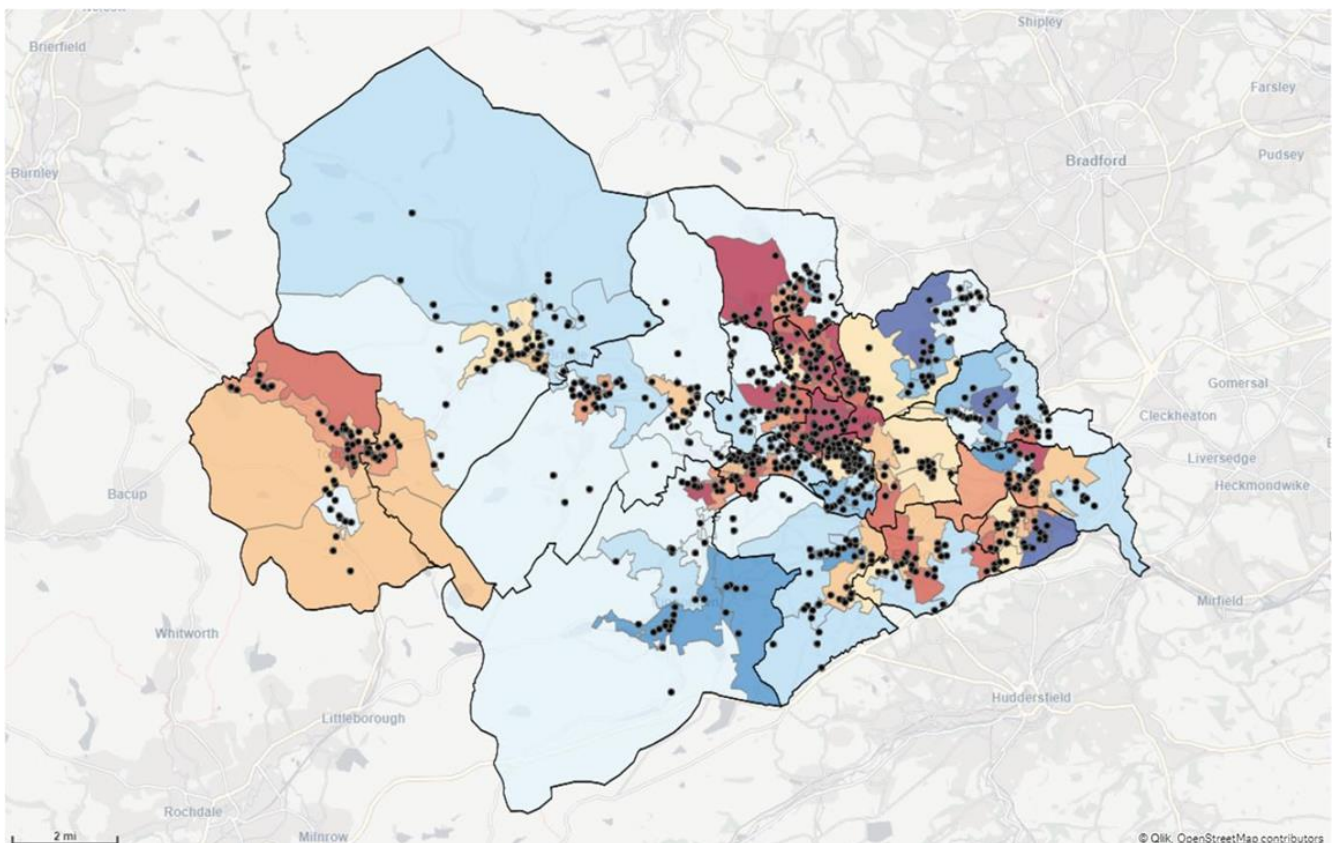 Shipley
Brierfield
Farsley
Bradford
Pudsey
Burnley
Gomersal
Cleckheaton
Liversedge
Heckmondwike
Bacup
Mirfield
Whitworth
Huddersfield
Littleborough
Rochdale
Milnrow
2 mi
© Qlik, OpenStreetMap contributors